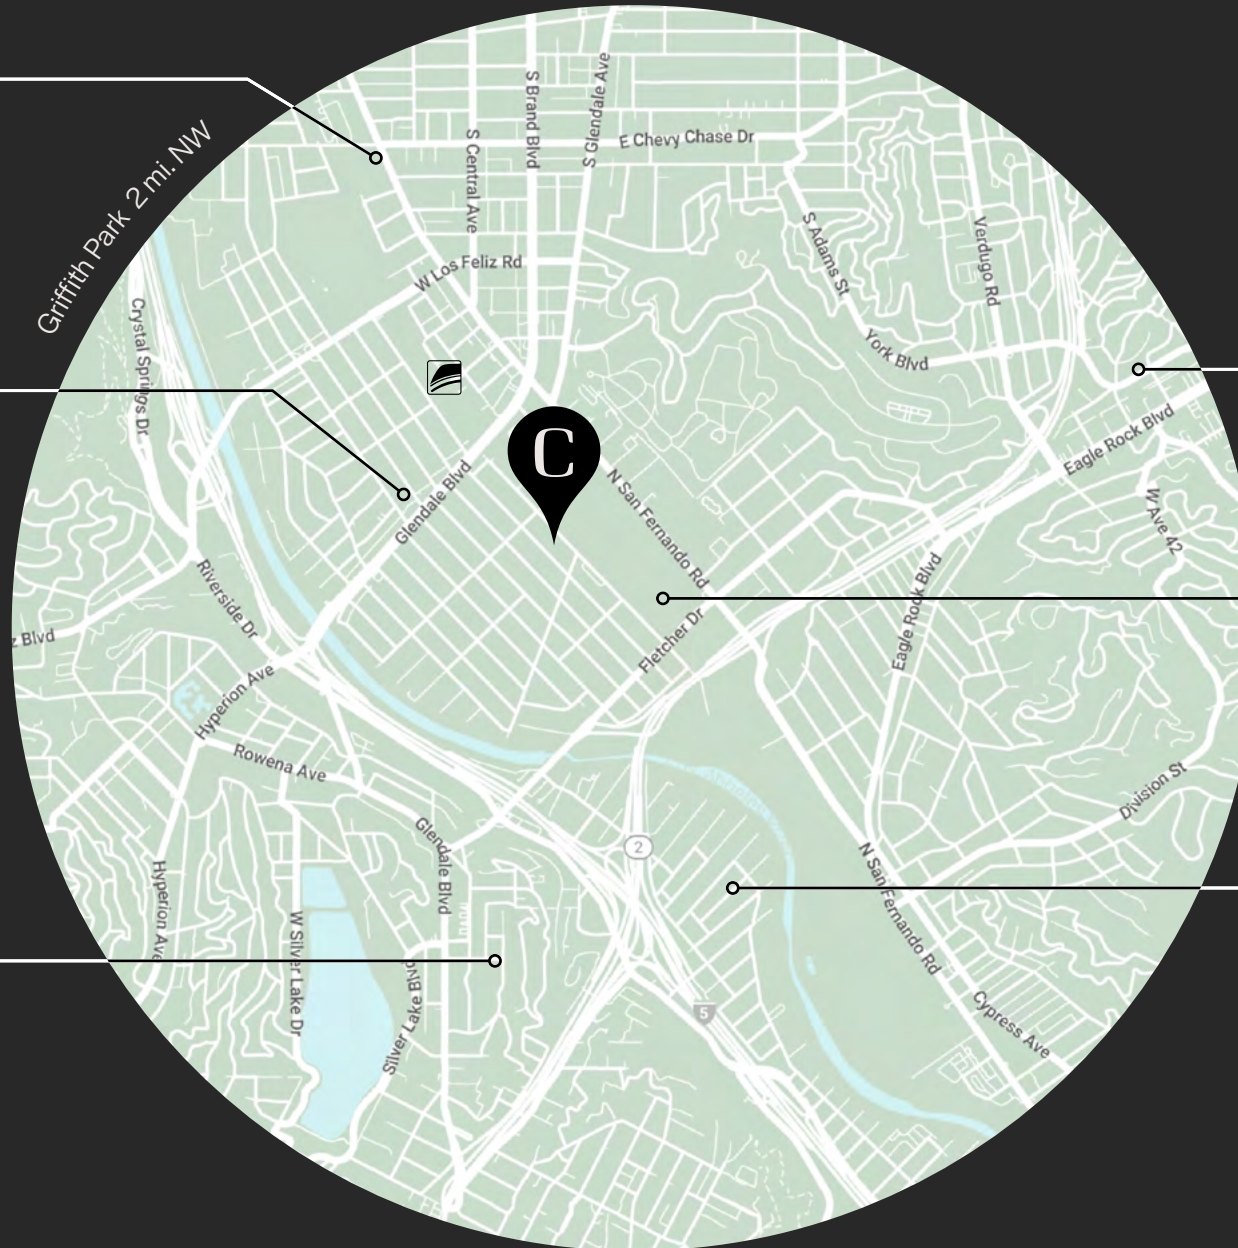 S Brand Blvd
S Glendale Ave
S Central Ave
E Chevy Chase Dr
Griffith Park 2 mi. NW
S Adams St
Verdugo Rd
W Los Feliz Rd
Crystal Springs Dr
York Blvd
Eagle Rock Blvd
C
Glendale Blvd
N San Fernando Rd
W Ave 42
Riverside Dr
Eagle Rock Blvd
z Blvd
Fletcher Dr
Hyperion Ave
Rowena Ave
Division St
Glendale Blvd
2
N San Fernando Rd
Hyperion Ave
W Silver Lake Dr
Silver Lake Blvd
5
Cypress Ave